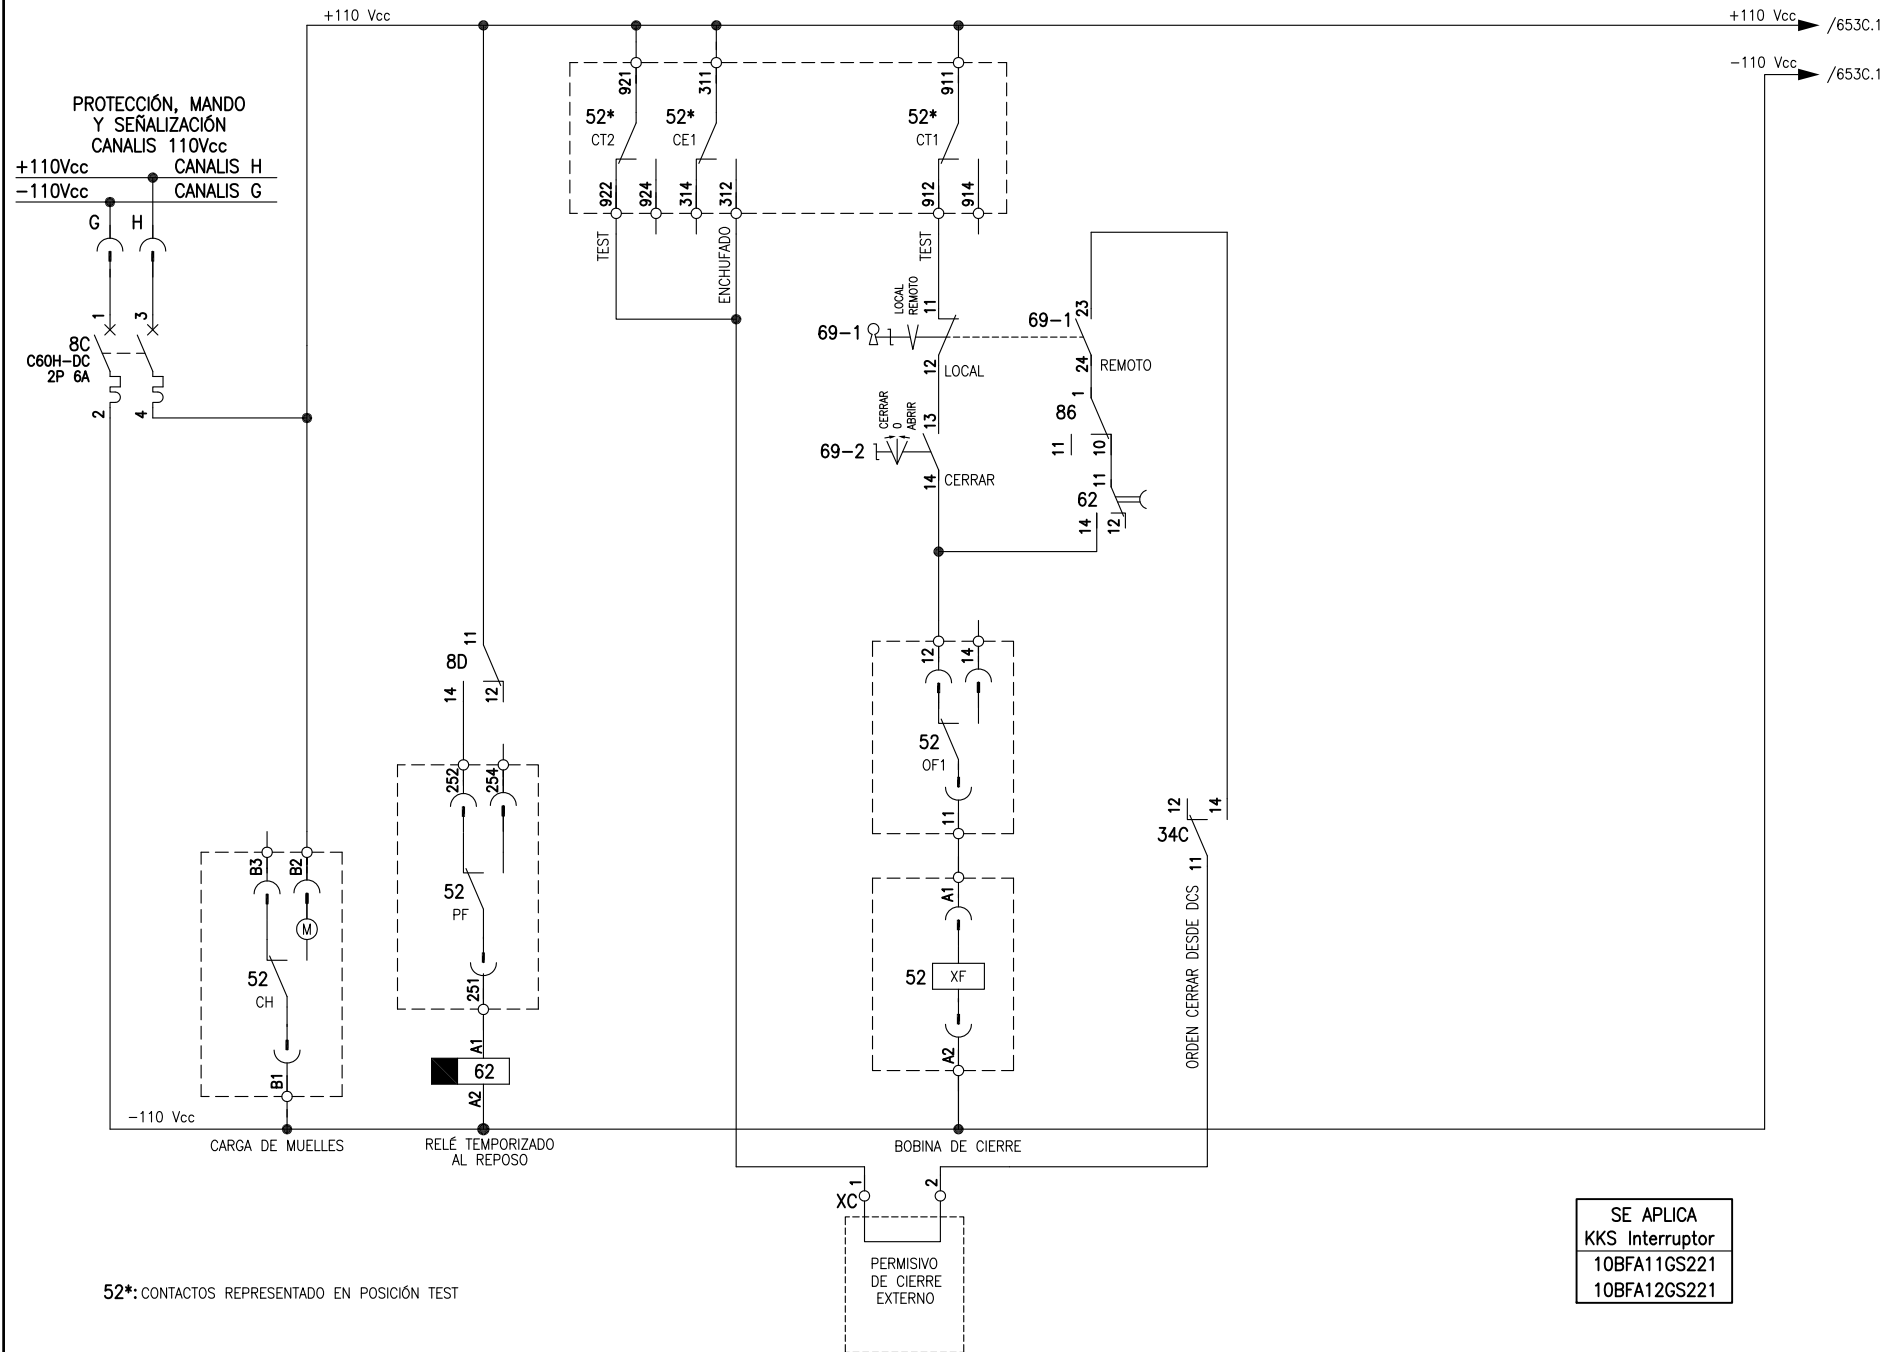 +110 Vcc
+110 Vcc
/653C.1
-110 Vcc
/653C.1
PROTECCIÓN, MANDO
Y SEÑALIZACIÓN
CANALIS 110Vcc
+110Vcc
CANALIS H
-110Vcc
CANALIS G
G
H
1
3
8C
C60H-DC
2P 6A
2
4
921
311
911
52*
CT2
52*
CE1
52*
CT1
922
924
314
312
912
914
TEST
ENCHUFADO
TEST
LOCAL
REMOTO
11
69-1
12
LOCAL
69-1
23
24
REMOTO
CERRAR
0
ABRIR
13
69-2
14
CERRAR
1
86
11
10
11
62
14
12
11
8D
14
12
12
14
52
OF1
11
252
254
52
PF
251
A1
62
A2
B3
B2
M
52
CH
B1
A1
52
XF
A2
12
14
34C
11
ORDEN CERRAR DESDE DCS
-110 Vcc
CARGA DE MUELLES
RELÉ TEMPORIZADO
AL REPOSO
BOBINA DE CIERRE
XC
1
2
PERMISIVO
DE CIERRE
EXTERNO
52*: CONTACTOS REPRESENTADO EN POSICIÓN TEST
SE APLICA
KKS Interruptor
10BFA11GS221
10BFA12GS221